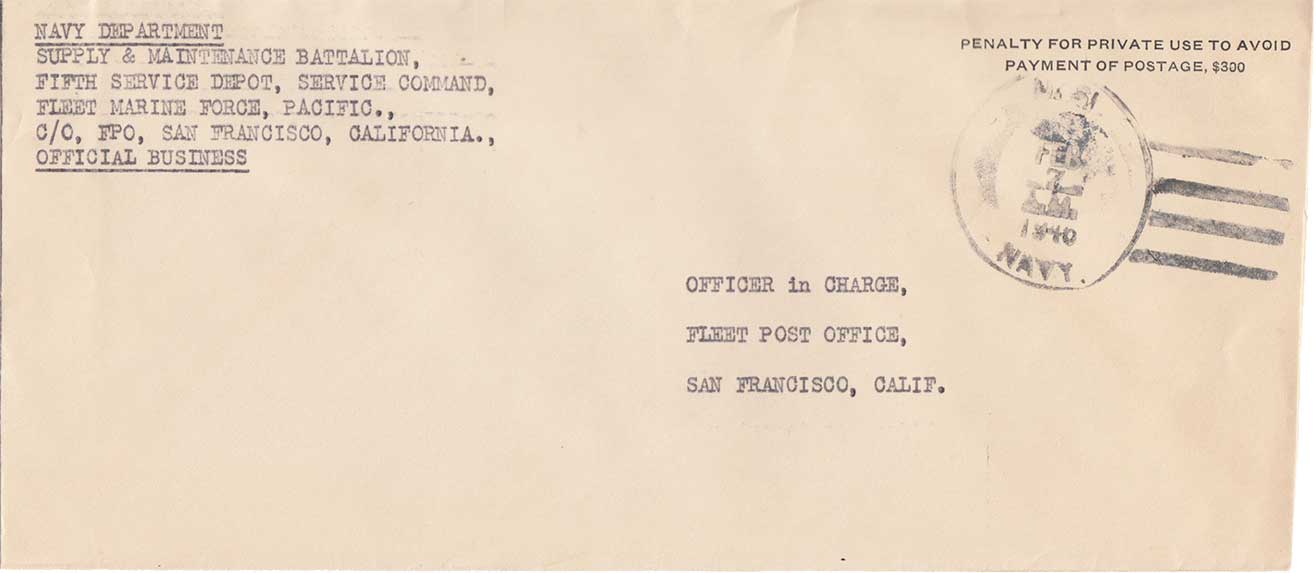 NAVY DEPARTMENT
SUPPLY & MAINTENANCE BATTALION,
FIFTH SERVICE DEPOT, SERVICE COMMAND,
FLEET MARINE FORCE, PACIFIC.,
C/O, FPO, SAN FRANCISCO, CALIFORNIA.,
OFFICIAL BUSINESS
PENALTY FOR PRIVATE USE TO AVOID
PAYMENT OF POSTAGE, $300
FEB
7
NAVY.
OFFICER in CHARGE,
FLEET POST OFFICE,
SAN FRANCISCO, CALIF.